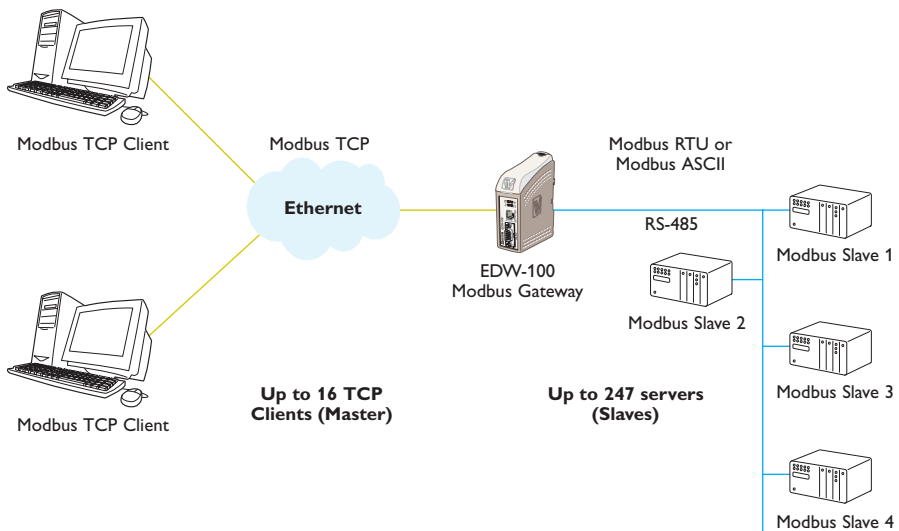 Modbus TCP Client
Modbus TCP
Ethernet
Modbus RTU or
Modbus ASCII
RS-485
EDW-100
Modbus Gateway
Modbus Slave 1
Modbus Slave 2
Modbus Slave 3
Modbus Slave 4
Modbus TCP Client
Up to 16 TCP
Clients (Master)
Up to 247 servers
(Slaves)